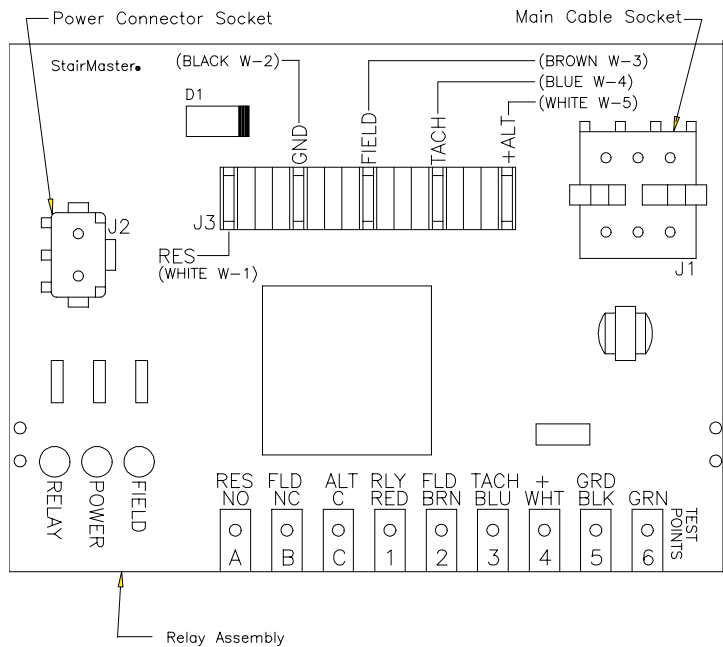 Power Connector Socket
Main Cable Socket
StairMaster
(BLACK W-2)
(BROWN W-3)
(BLUE W-4)
(WHITE W-5)
D1
GND
FIELD
TACH
+ALT
J3
J2
J1
RES
(WHITE W-1)
RELAY
POWER
FIELD
RES FLD ALT RLY FLD TACH + GRD
NO NC C RED BRN BLU WHT BLK GRN
TEST
POINTS
A B C 1 2 3 4 5 6
Relay Assembly